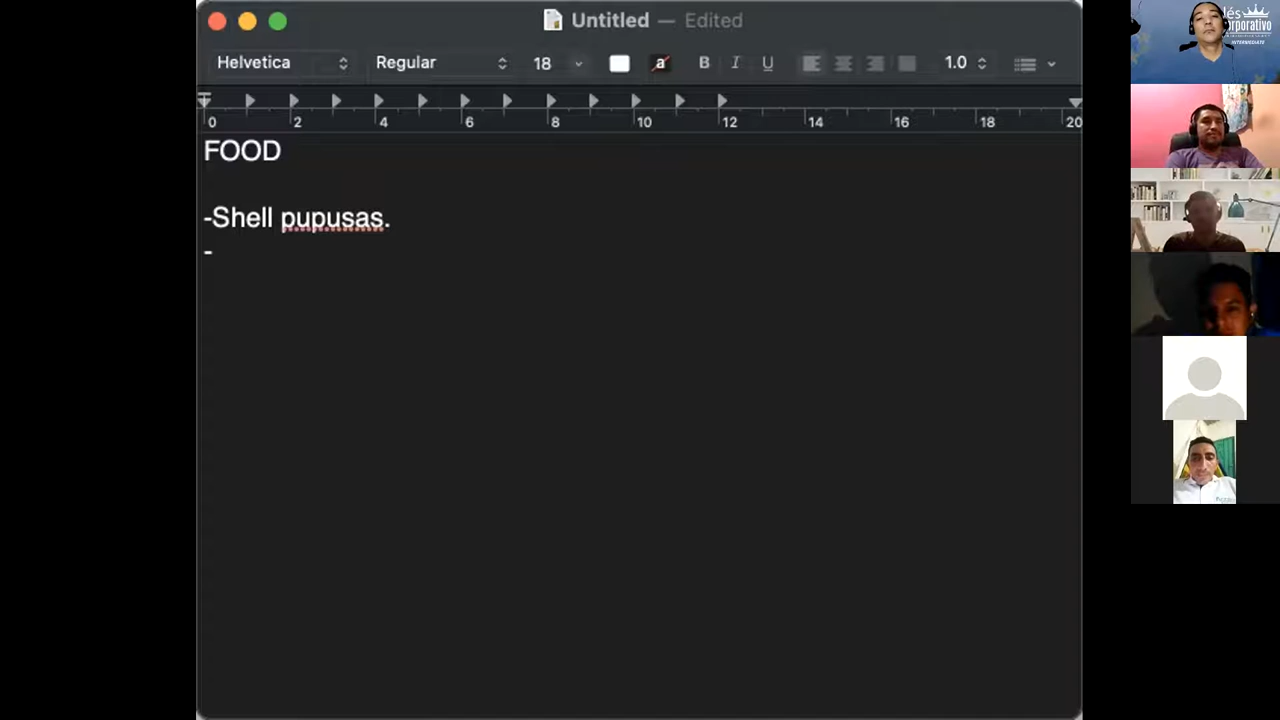 Untitled — Edited
Helvetica Regular 18 a B I U 1.0
0 2 4 6 8 10 12 14 16 18 20
FOOD
-Shell pupusas.
-
INTERMEDIATE